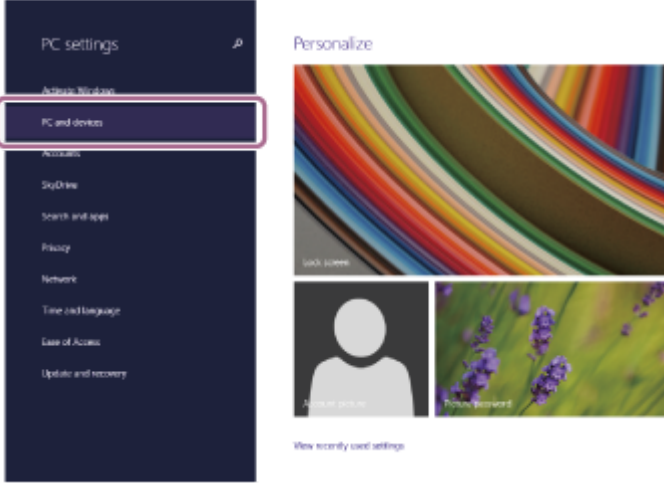 PC settings
Activate Windows
PC and devices
Accounts
SkyDrive
Search and apps
Privacy
Network
Time and language
Ease of Access
Update and recovery
Personalize
Lock screen
Account picture
Picture password
View recently used settings